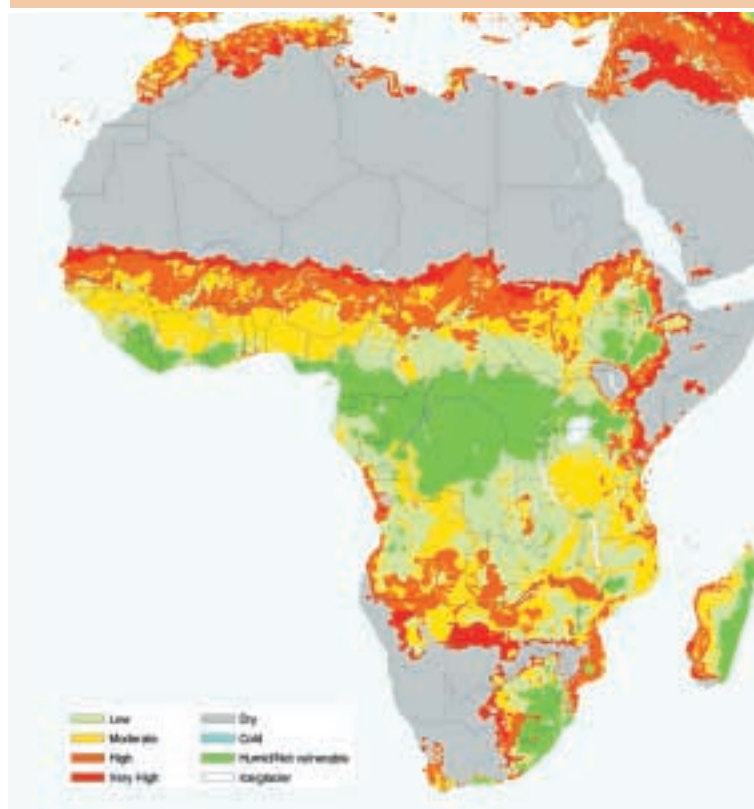 Low
Moderate
High
Very High
Dry
Cold
Humid/Not vulnerable
Ice/glacier